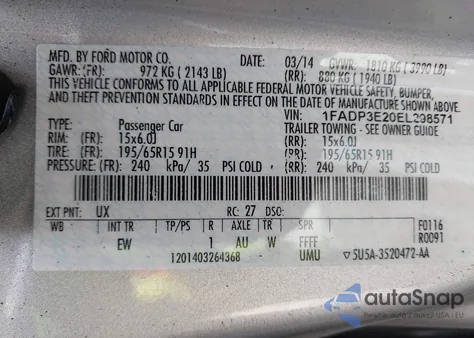 MFD. BY FORD MOTOR CO. DATE: 03/14 GVWR: 1810 KG ( 3990 LB)
GAWR: (FR): 972 KG ( 2143 LB) (RR): 880 KG ( 1940 LB)
THIS VEHICLE CONFORMS TO ALL APPLICABLE FEDERAL MOTOR VEHICLE SAFETY, BUMPER,
AND THEFT PREVENTION STANDARDS IN EFFECT ON THE DATE OF MANUFACTURE SHOWN ABOVE.
VIN: 1FADP3E20EL238571
TYPE: Passenger Car TRAILER TOWING - SEE OWNER GUIDE
RIM: (FR): 15x6.0J (RR): 15x6.0J
TIRE: (FR): 195/65R15 91H (RR): 195/65R15 91H
PRESSURE: (FR): 240 kPa/ 35 PSI COLD (RR): 240 kPa/ 35 PSI COLD
EXT PNT: UX RC: 27 DSO:
WB INT TR TP/PS R AXLE TR SPR F0116
EW 1 AU W FFFF R0091
1201403264368 UMU ▽5U5A-3520472-AA
autoSnap